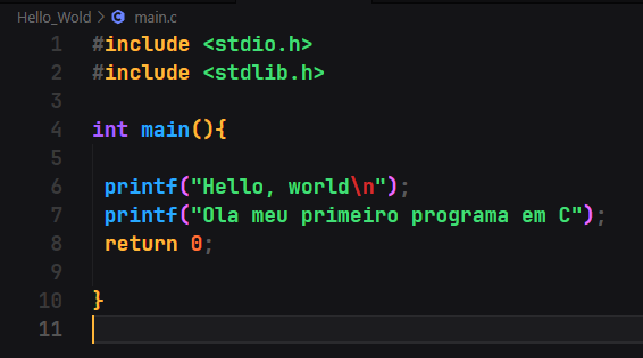 Hello_Wold > C main.c
1 #include <stdio.h>
2 #include <stdlib.h>
3
4 int main(){
5
6 printf("Hello, world\n");
7 printf("Ola meu primeiro programa em C");
8 return 0;
9
10 }
11